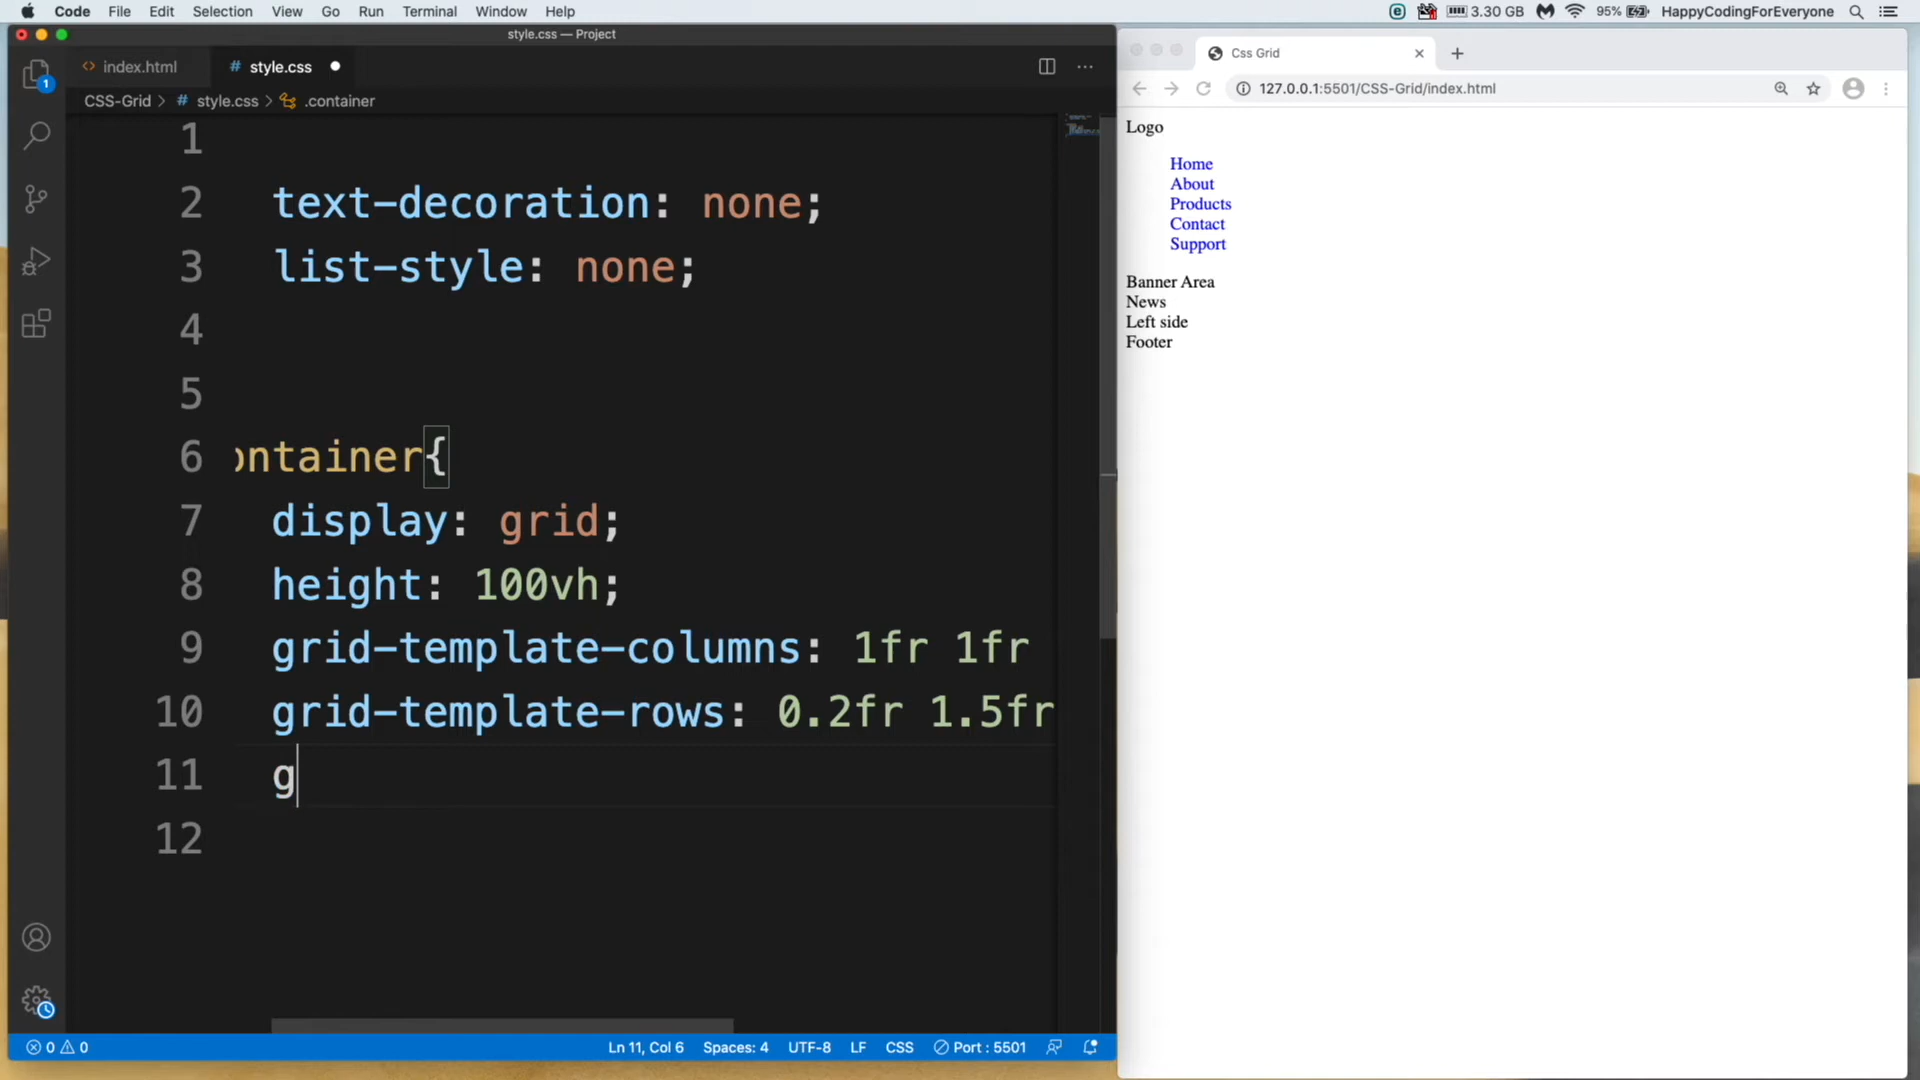 Code File Edit Selection View Go Run Terminal Window Help
3.30 GB 95% HappyCodingForEveryone
style.css — Project
index.html # style.css
CSS-Grid > # style.css > .container
1
2 text-decoration: none;
3 list-style: none;
4
5
6 ontainer{
7 display: grid;
8 height: 100vh;
9 grid-template-columns: 1fr 1fr
10 grid-template-rows: 0.2fr 1.5fr
11 g
12
1
0 0 Ln 11, Col 6 Spaces: 4 UTF-8 LF CSS Port : 5501
Css Grid
127.0.0.1:5501/CSS-Grid/index.html
Logo
Home
About
Products
Contact
Support
Banner Area
News
Left side
Footer